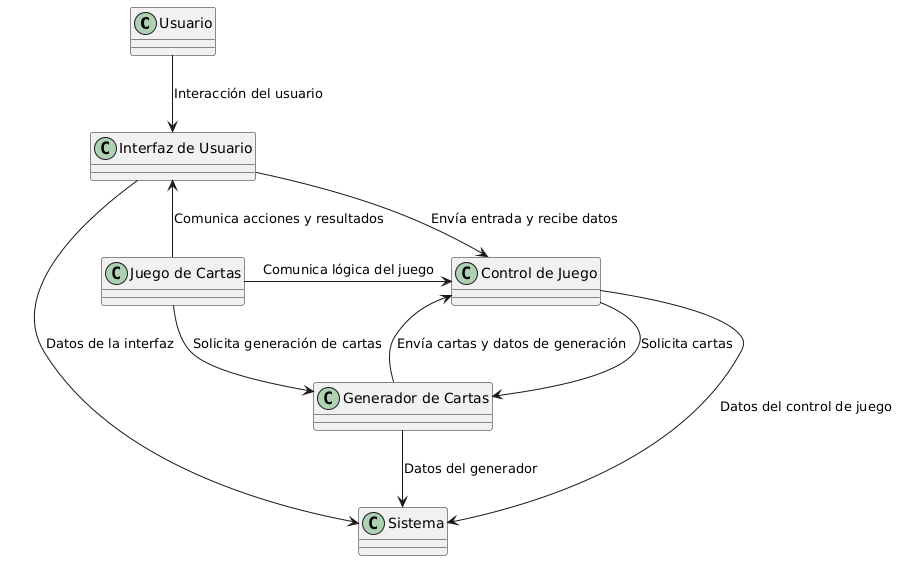 C Usuario
Interacción del usuario
C Interfaz de Usuario
Comunica acciones y resultados
Envía entrada y recibe datos
C Juego de Cartas
Comunica lógica del juego
C Control de Juego
Datos de la interfaz
Solicita generación de cartas
Envía cartas y datos de generación
Solicita cartas
C Generador de Cartas
Datos del control de juego
Datos del generador
C Sistema